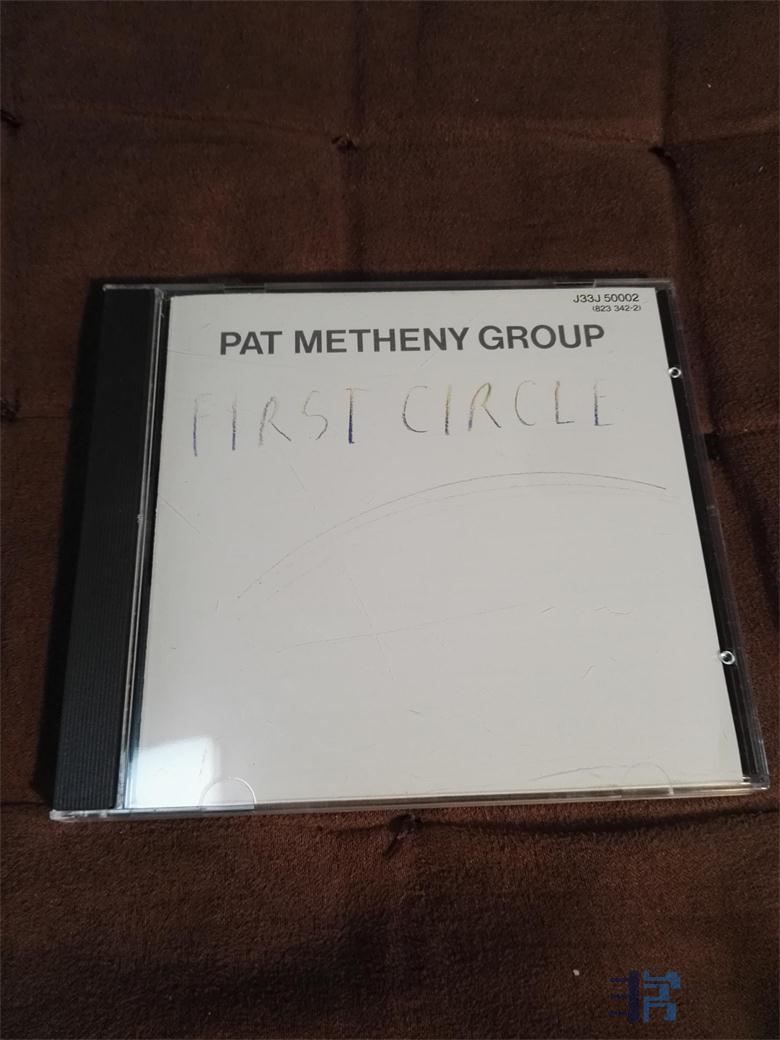 J33J 50002
(823 342-2)
PAT METHENY GROUP
FIRST CIRCLE